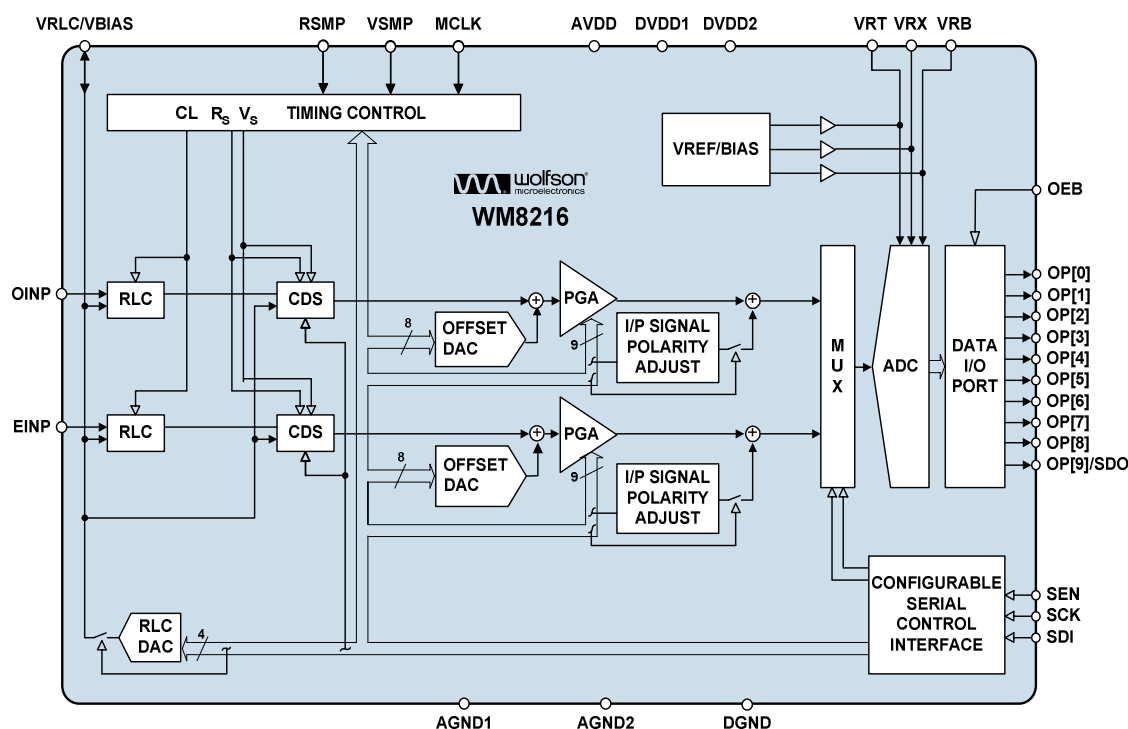 VRLC/VBIAS RSMP VSMP MCLK AVDD DVDD1 DVDD2 VRT VRX VRB
CL RS VS TIMING CONTROL
VREF/BIAS
wolfson
microelectronics
WM8216
OEB
OINP
RLC
CDS
8
OFFSET
DAC
+
PGA
9
I/P SIGNAL
POLARITY
ADJUST
+
M
U
X
ADC
DATA
I/O
PORT
OP[0]
OP[1]
OP[2]
OP[3]
OP[4]
OP[5]
OP[6]
OP[7]
OP[8]
OP[9]/SDO
EINP
RLC
CDS
8
OFFSET
DAC
+
PGA
9
I/P SIGNAL
POLARITY
ADJUST
+
RLC
DAC
4
CONFIGURABLE
SERIAL
CONTROL
INTERFACE
SEN
SCK
SDI
AGND1 AGND2 DGND